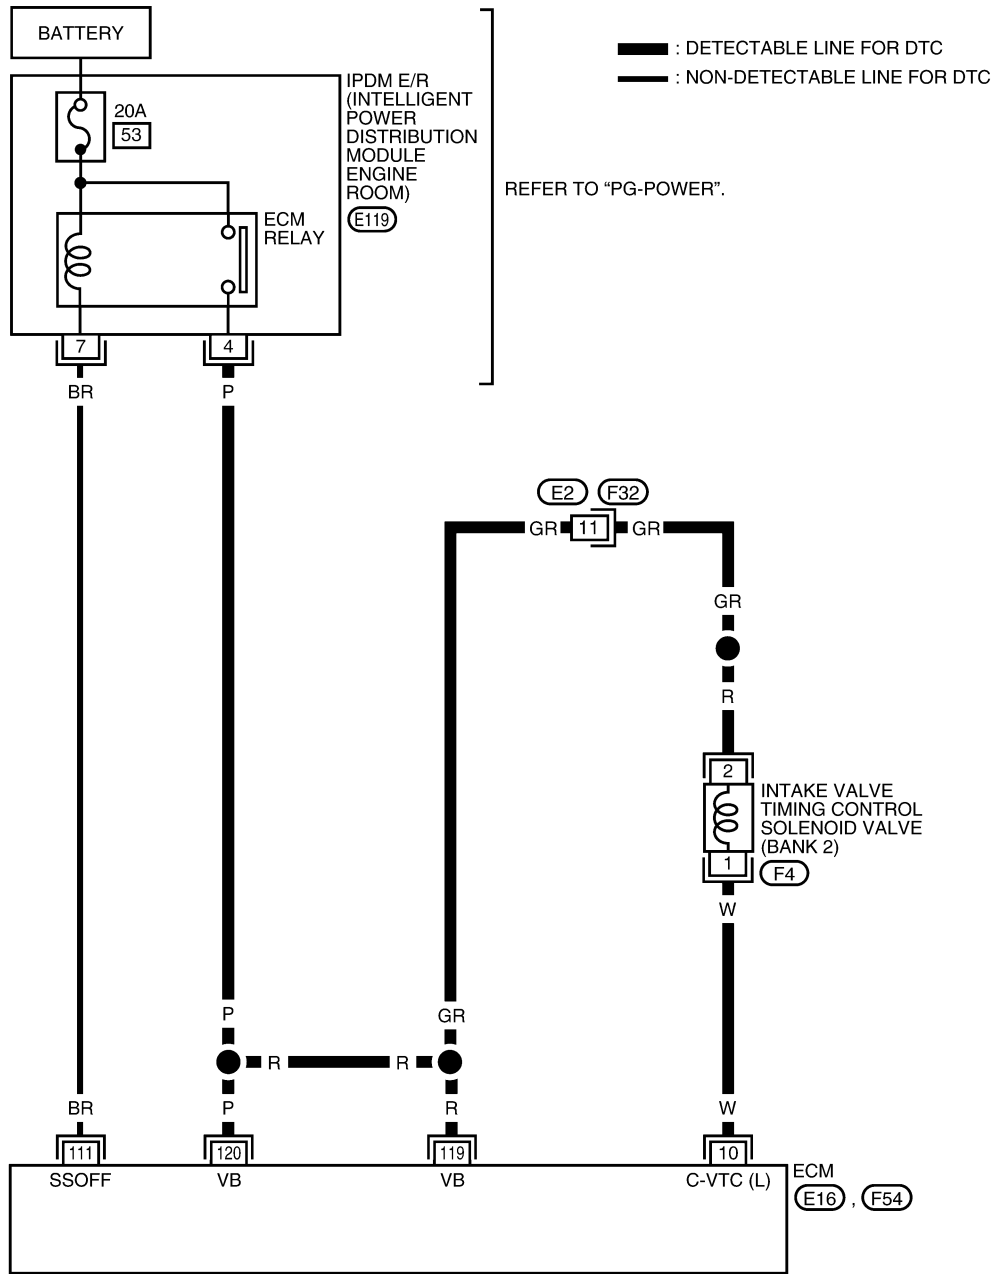 BATTERY
: DETECTABLE LINE FOR DTC
: NON-DETECTABLE LINE FOR DTC
20A
53
IPDM E/R
(INTELLIGENT
POWER
DISTRIBUTION
MODULE
ENGINE
ROOM)
E119
REFER TO “PG-POWER”.
ECM
RELAY
7
4
BR
P
E2
F32
GR
11
GR
GR
R
2
INTAKE VALVE
TIMING CONTROL
SOLENOID VALVE
(BANK 2)
1
F4
W
P
GR
R
R
BR
P
R
W
111
120
119
10
SSOFF
VB
VB
C-VTC (L)
ECM
E16 , F54